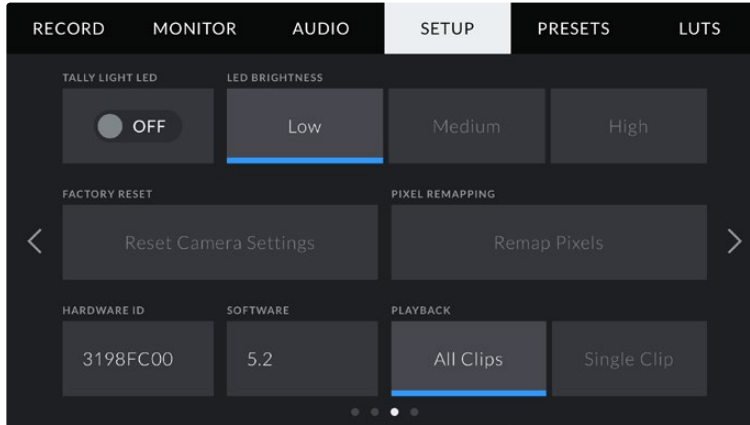 RECORD MONITOR AUDIO SETUP PRESETS LUTS
TALLY LIGHT LED LED BRIGHTNESS
OFF Low Medium High
FACTORY RESET PIXEL REMAPPING
Reset Camera Settings Remap Pixels
HARDWARE ID SOFTWARE PLAYBACK
3198FC00 5.2 All Clips Single Clip